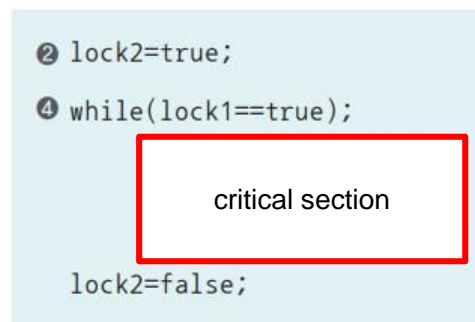 ❷ lock2=true;
❹ while(lock1==true);
critical section
lock2=false;